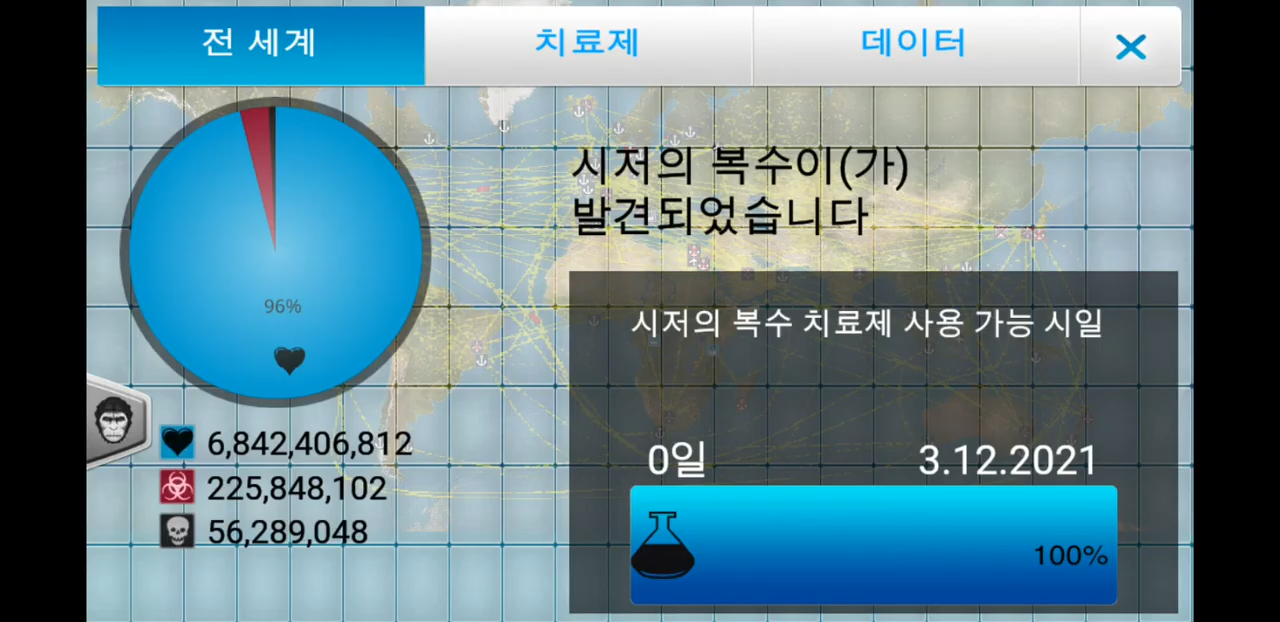 전 세계
치료제
데이터
시저의 복수이(가)
발견되었습니다
96%
시저의 복수 치료제 사용 가능 시일
6,842,406,812
225,848,102
56,289,048
0일
3.12.2021
100%